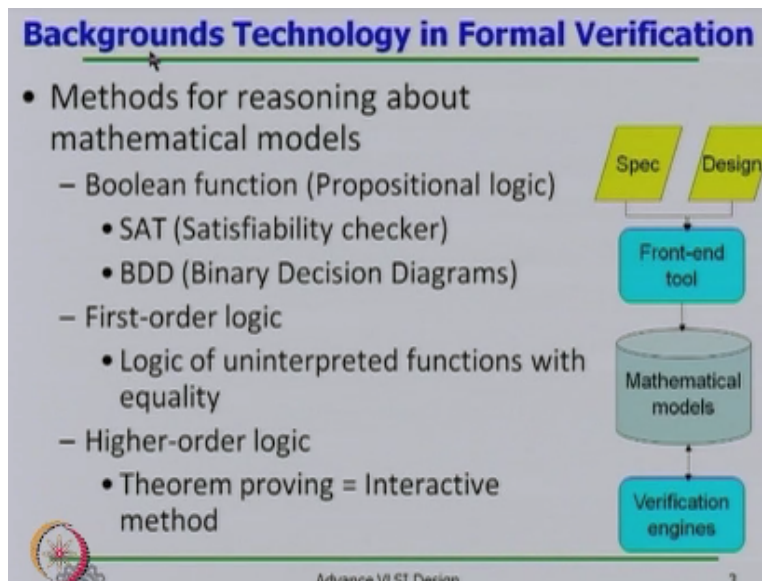 Backgrounds Technology in Formal Verification
• Methods for reasoning about
mathematical models
– Boolean function (Propositional logic)
• SAT (Satisfiability checker)
• BDD (Binary Decision Diagrams)
– First-order logic
• Logic of uninterpreted functions with
equality
– Higher-order logic
• Theorem proving = Interactive
method
Spec
Design
Front-end
tool
Mathematical
models
Verification
engines
Advance VLSI Design
3